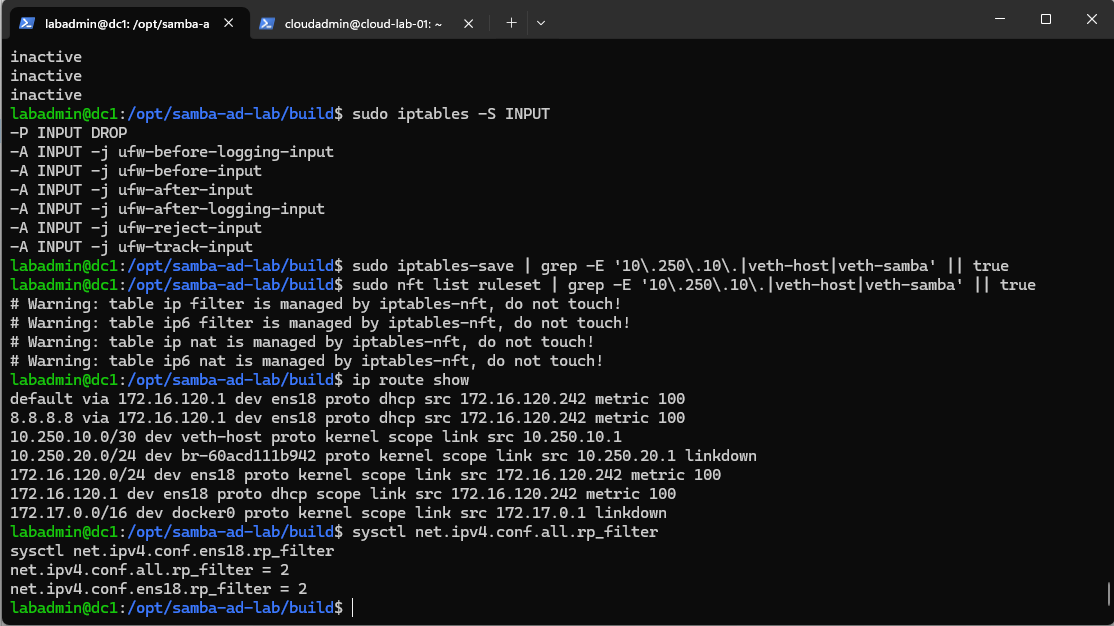 labadmin@dc1: /opt/samba-a
cloudadmin@cloud-lab-01: ~
inactive
inactive
inactive
labadmin@dc1:/opt/samba-ad-lab/build$ sudo iptables -S INPUT
-P INPUT DROP
-A INPUT -j ufw-before-logging-input
-A INPUT -j ufw-before-input
-A INPUT -j ufw-after-input
-A INPUT -j ufw-after-logging-input
-A INPUT -j ufw-reject-input
-A INPUT -j ufw-track-input
labadmin@dc1:/opt/samba-ad-lab/build$ sudo iptables-save | grep -E '10\.250\.10\.|veth-host|veth-samba' || true
labadmin@dc1:/opt/samba-ad-lab/build$ sudo nft list ruleset | grep -E '10\.250\.10\.|veth-host|veth-samba' || true
# Warning: table ip filter is managed by iptables-nft, do not touch!
# Warning: table ip6 filter is managed by iptables-nft, do not touch!
# Warning: table ip nat is managed by iptables-nft, do not touch!
# Warning: table ip6 nat is managed by iptables-nft, do not touch!
labadmin@dc1:/opt/samba-ad-lab/build$ ip route show
default via 172.16.120.1 dev ens18 proto dhcp src 172.16.120.242 metric 100
8.8.8.8 via 172.16.120.1 dev ens18 proto dhcp src 172.16.120.242 metric 100
10.250.10.0/30 dev veth-host proto kernel scope link src 10.250.10.1
10.250.20.0/24 dev br-60acd111b942 proto kernel scope link src 10.250.20.1 linkdown
172.16.120.0/24 dev ens18 proto kernel scope link src 172.16.120.242 metric 100
172.16.120.1 dev ens18 proto dhcp scope link src 172.16.120.242 metric 100
172.17.0.0/16 dev docker0 proto kernel scope link src 172.17.0.1 linkdown
labadmin@dc1:/opt/samba-ad-lab/build$ sysctl net.ipv4.conf.all.rp_filter
sysctl net.ipv4.conf.ens18.rp_filter
net.ipv4.conf.all.rp_filter = 2
net.ipv4.conf.ens18.rp_filter = 2
labadmin@dc1:/opt/samba-ad-lab/build$